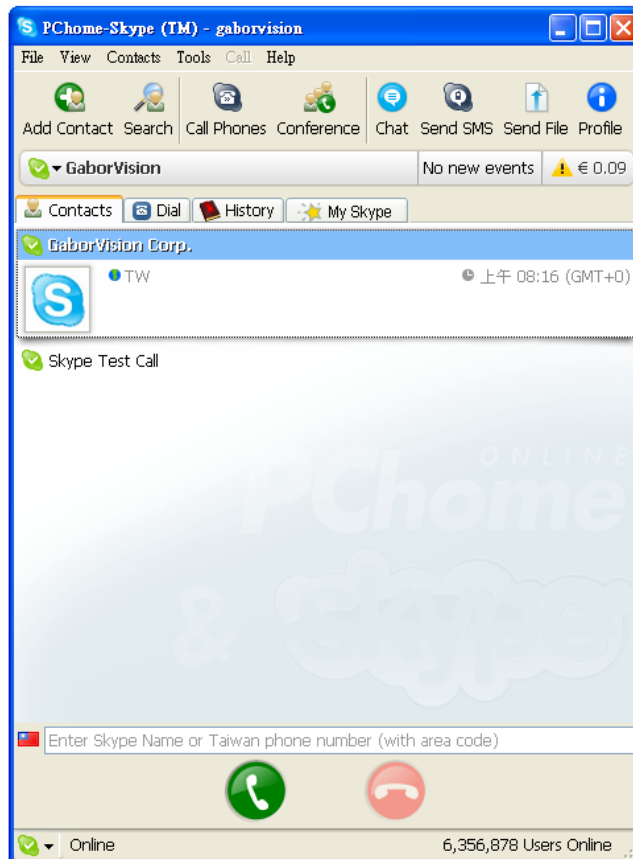 PChome-Skype (TM) - gaborvision
File View Contacts Tools Call Help
Add Contact Search Call Phones Conference Chat Send SMS Send File Profile
GaborVision No new events € 0.09
Contacts Dial History My Skype
GaborVision Corp.
TW 上午 08:16 (GMT+0)
Skype Test Call
ONLINE
PChome
& skype
Enter Skype Name or Taiwan phone number (with area code)
Online 6,356,878 Users Online